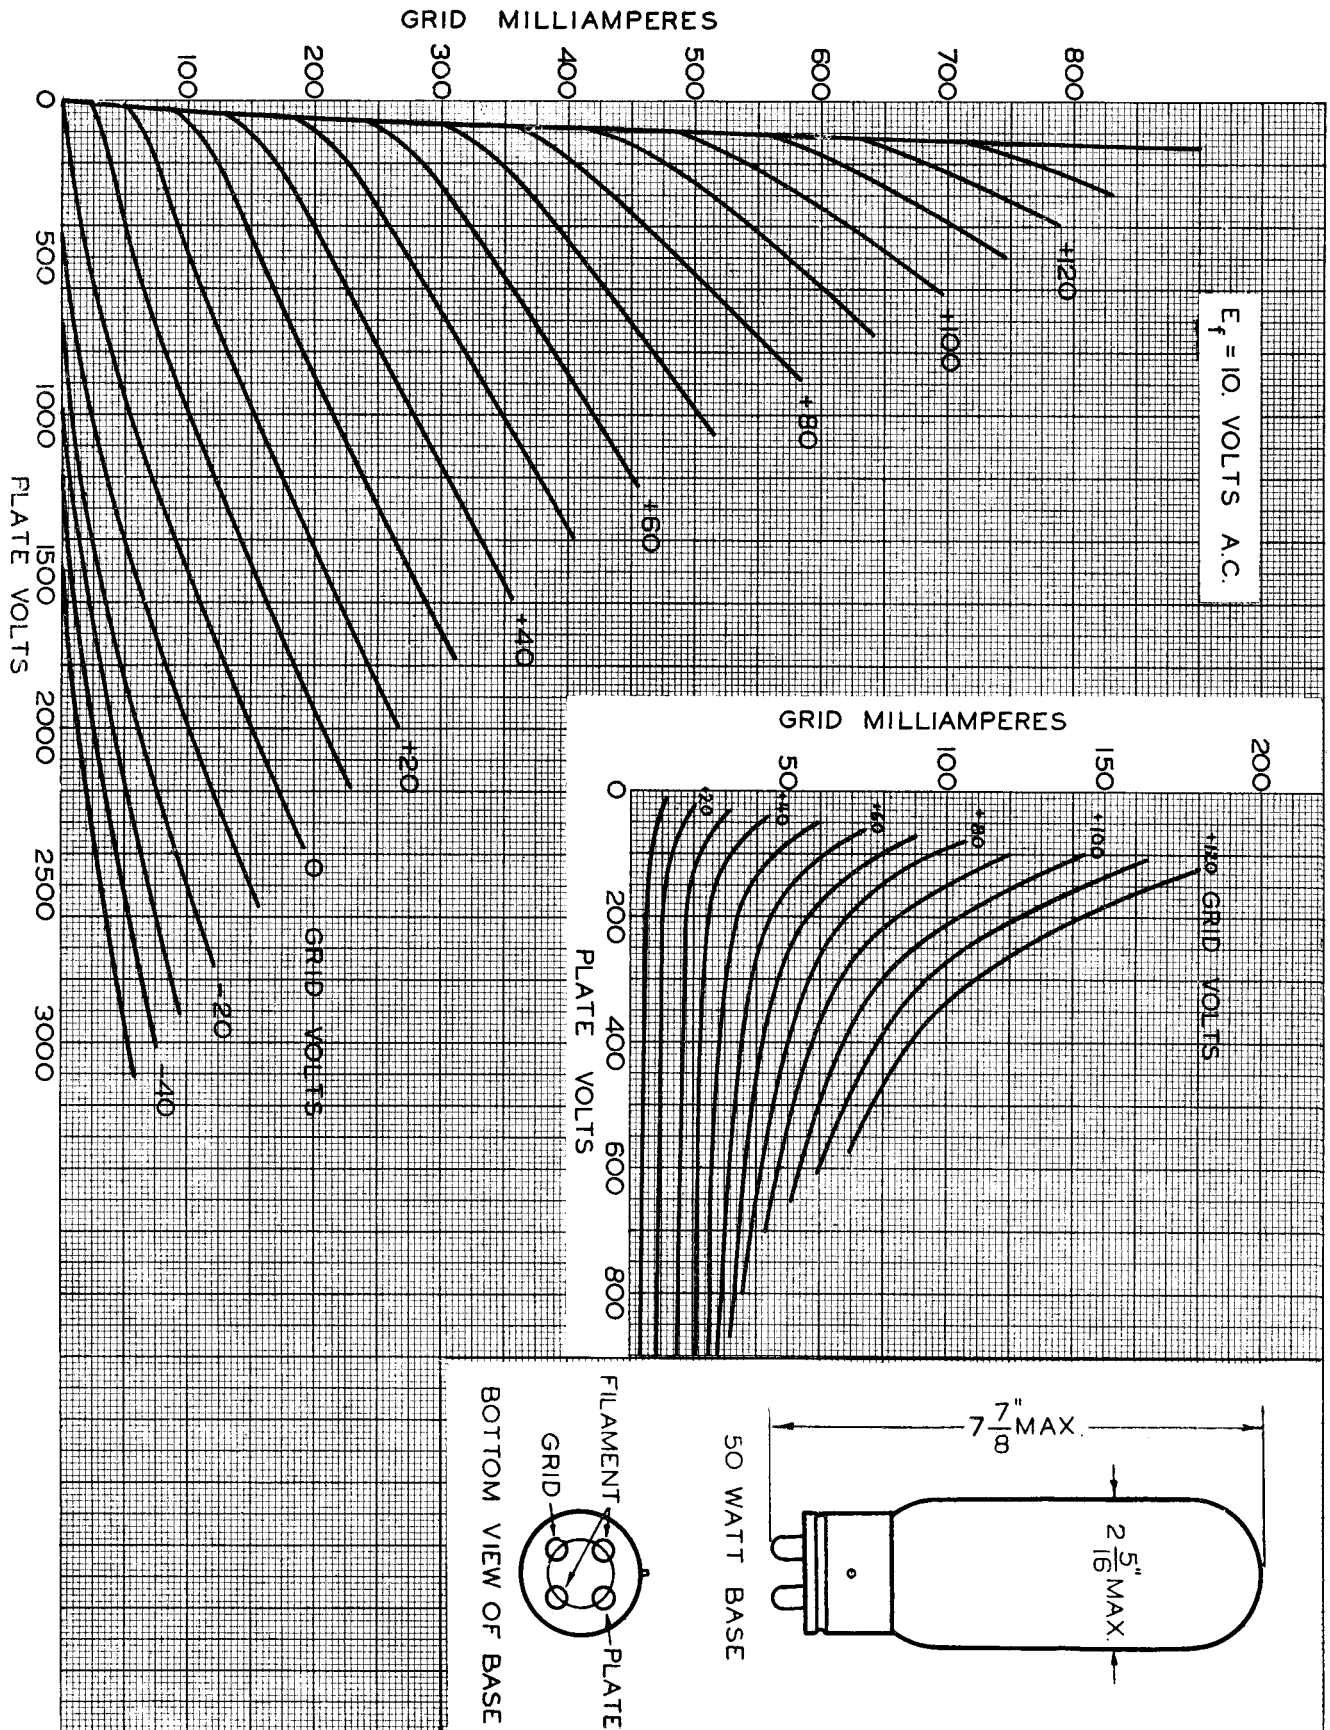 GRID MILLIAMPERES
100 200 300 400 500 600 700 800
0 500 1000 1500 2000 2500 3000
PLATE VOLTS
E_f = 10. VOLTS A.C.
+120
+100
+80
+60
+40
+20
0 GRID VOLTS
-20
-40
GRID MILLIAMPERES
50 100 150 200
0 200 400 600 800
PLATE VOLTS
+20
+40
+60
+80
+100
+120 GRID VOLTS
7 7/8" MAX.
2 5/16" MAX.
50 WATT BASE
FILAMENT
GRID
PLATE
BOTTOM VIEW OF BASE